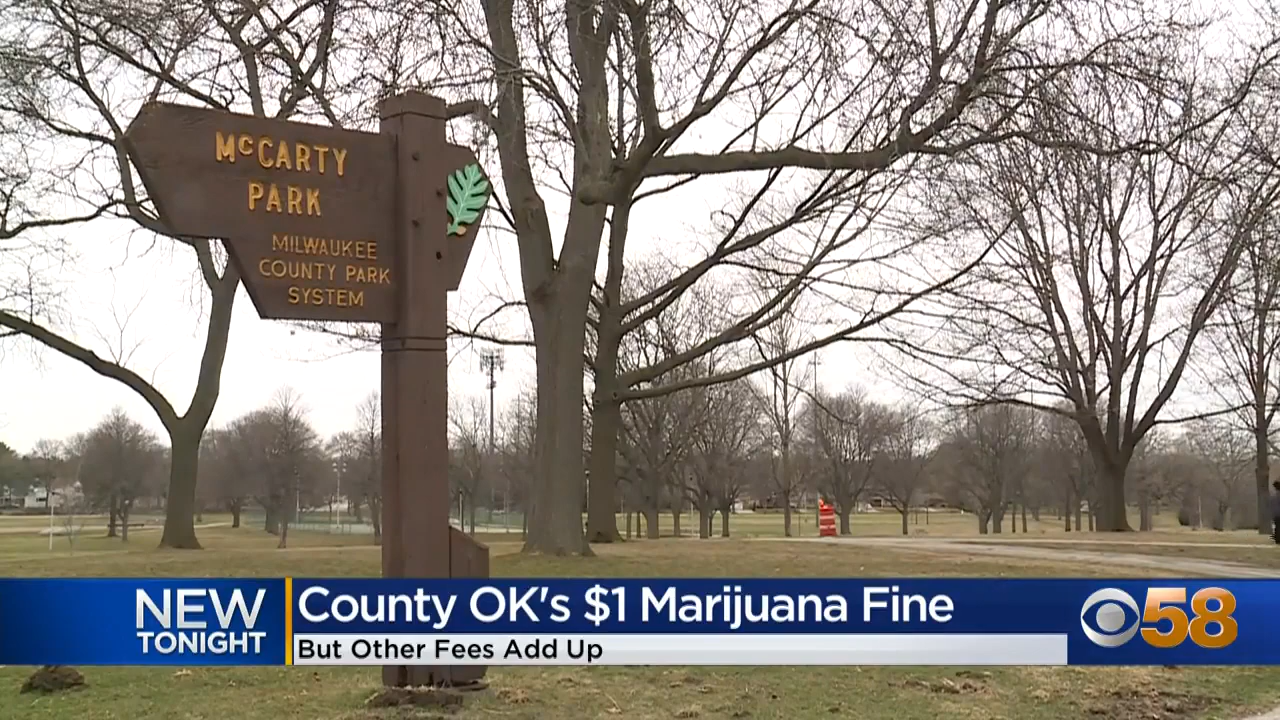 McCARTY
PARK
MILWAUKEE
COUNTY PARK
SYSTEM
NEW
TONIGHT
County OK's $1 Marijuana Fine
But Other Fees Add Up
58